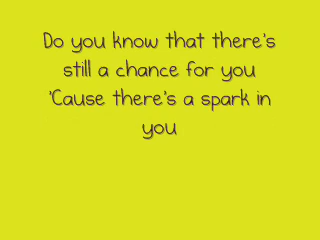 Do you know that there's
still a chance for you
'Cause there's a spark in
you